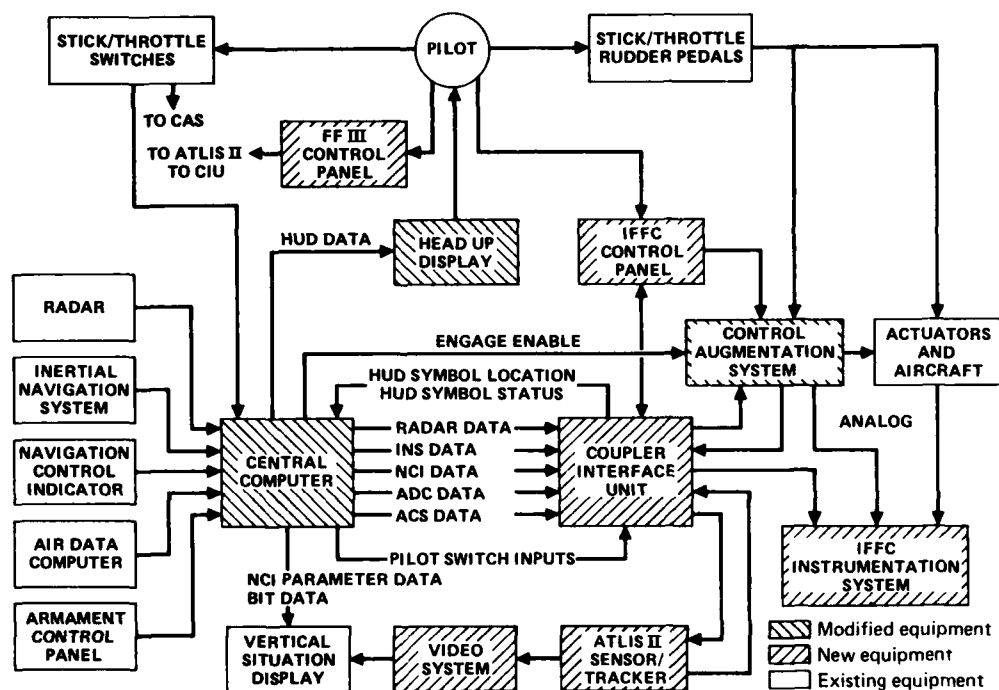 STICK/THROTTLE
SWITCHES
PILOT
STICK/THROTTLE
RUDDER PEDALS
TO CAS
TO ATLIS II
TO CIU
FF III
CONTROL
PANEL
HUD DATA
HEAD UP
DISPLAY
IFFC
CONTROL
PANEL
RADAR
INERTIAL
NAVIGATION
SYSTEM
NAVIGATION
CONTROL
INDICATOR
AIR DATA
COMPUTER
ARMAMENT
CONTROL
PANEL
ENGAGE ENABLE
HUD SYMBOL LOCATION
HUD SYMBOL STATUS
CENTRAL
COMPUTER
RADAR DATA
INS DATA
NCI DATA
ADC DATA
ACS DATA
PILOT SWITCH INPUTS
COUPLER
INTERFACE
UNIT
CONTROL
AUGMENTATION
SYSTEM
ACTUATORS
AND
AIRCRAFT
ANALOG
IFFC
INSTRUMENTATION
SYSTEM
NCI PARAMETER DATA
BIT DATA
VERTICAL
SITUATION
DISPLAY
VIDEO
SYSTEM
ATLIS II
SENSOR/
TRACKER
Modified equipment
New equipment
Existing equipment